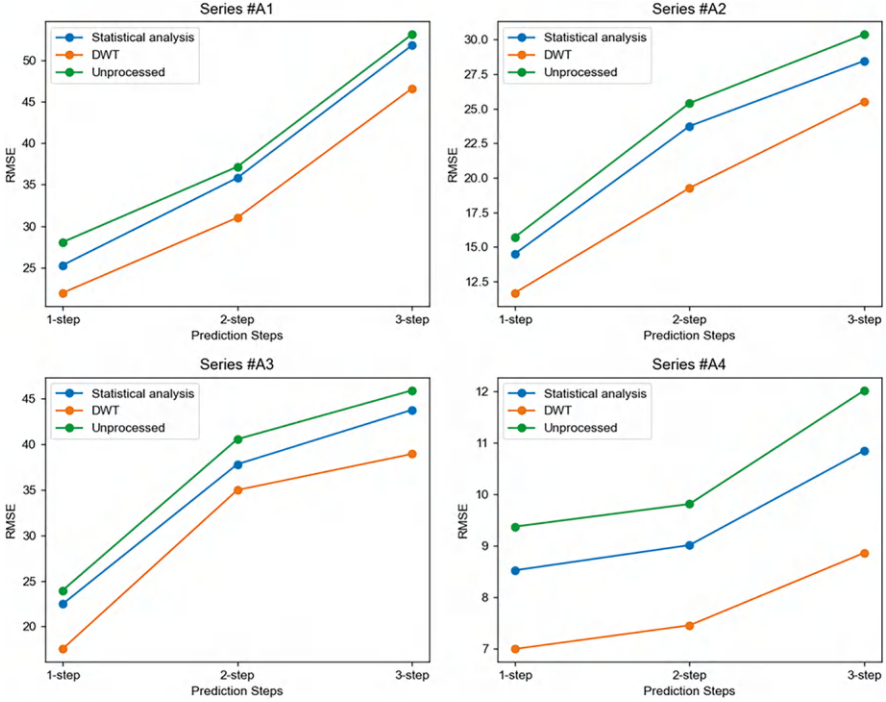 Series #A1
Statistical analysis
DWT
Unprocessed
50
45
40
35
30
25
RMSE
1-step
2-step
3-step
Prediction Steps
Series #A2
Statistical analysis
DWT
Unprocessed
30.0
27.5
25.0
22.5
20.0
17.5
15.0
12.5
RMSE
1-step
2-step
3-step
Prediction Steps
Series #A3
Statistical analysis
DWT
Unprocessed
45
40
35
30
25
20
RMSE
1-step
2-step
3-step
Prediction Steps
Series #A4
Statistical analysis
DWT
Unprocessed
12
11
10
9
8
7
RMSE
1-step
2-step
3-step
Prediction Steps